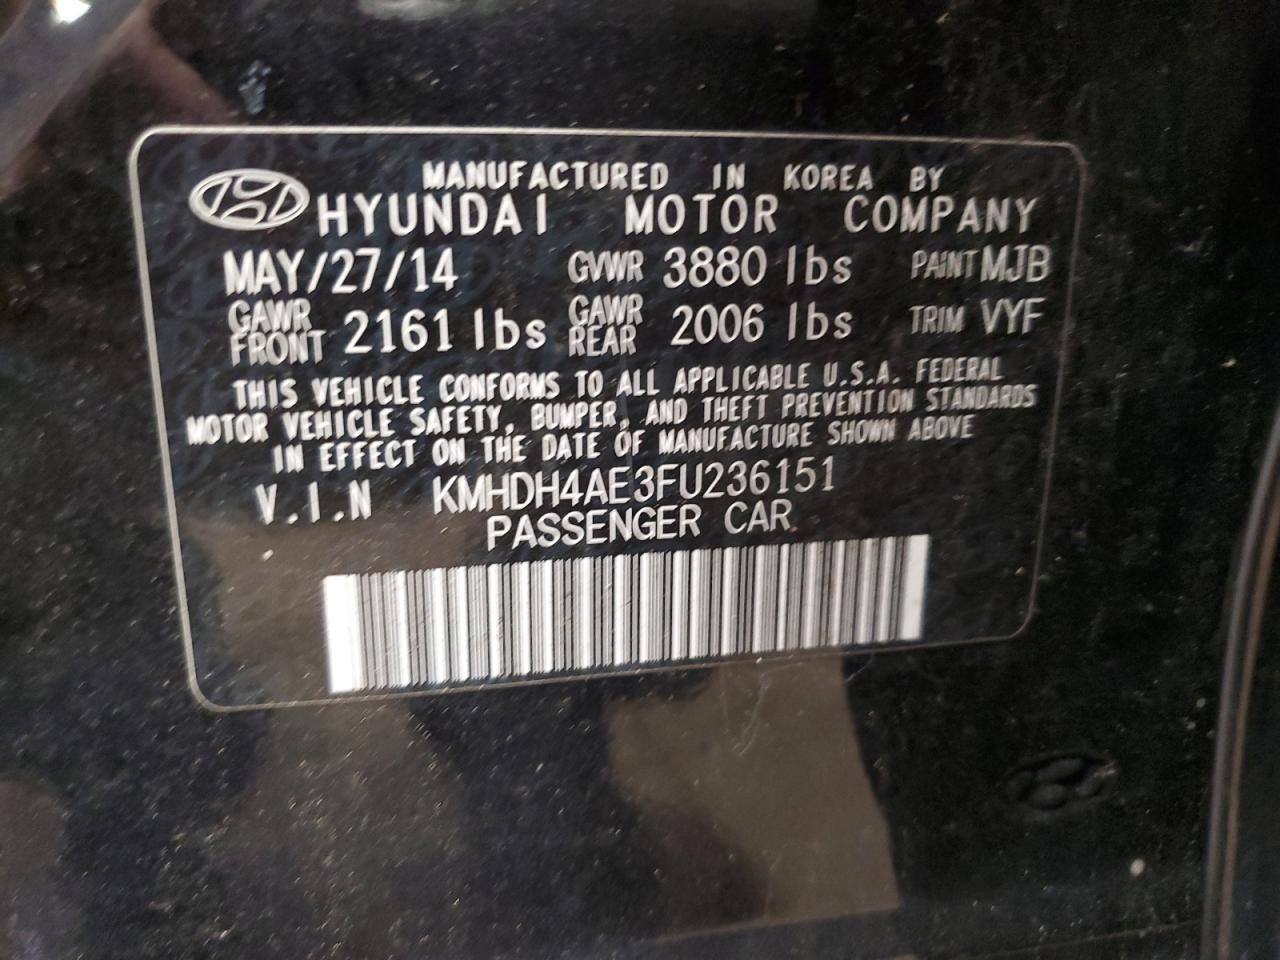 MANUFACTURED IN KOREA BY
HYUNDAI MOTOR COMPANY
MAY/27/14 GVWR 3880 lbs PAINT MJB
GAWR FRONT 2161 lbs GAWR REAR 2006 lbs TRIM VYF
THIS VEHICLE CONFORMS TO ALL APPLICABLE U.S.A. FEDERAL
MOTOR VEHICLE SAFETY, BUMPER, AND THEFT PREVENTION STANDARDS
IN EFFECT ON THE DATE OF MANUFACTURE SHOWN ABOVE
V.I.N KMHDH4AE3FU236151
PASSENGER CAR